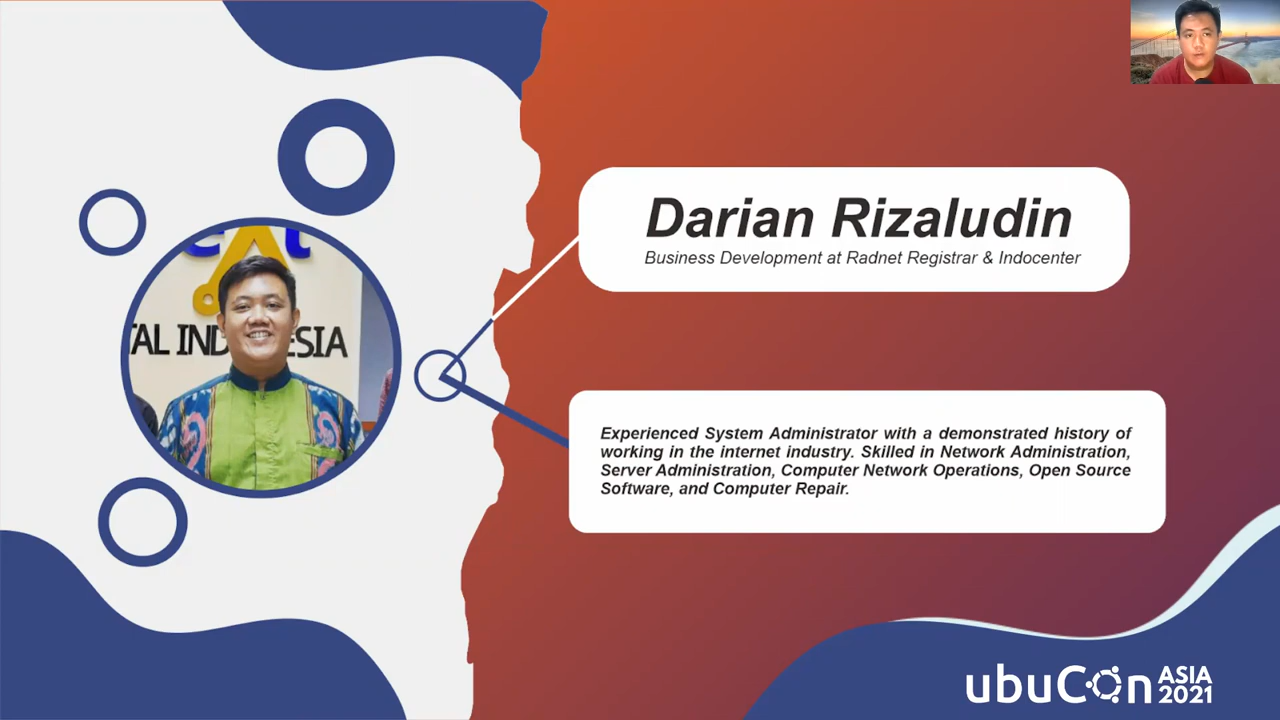 TAL INDONESIA
Darian Rizaludin
Business Development at Radnet Registrar & Indocenter
Experienced System Administrator with a demonstrated history of
working in the internet industry. Skilled in Network Administration,
Server Administration, Computer Network Operations, Open Source
Software, and Computer Repair.
ubuCon ASIA
2021